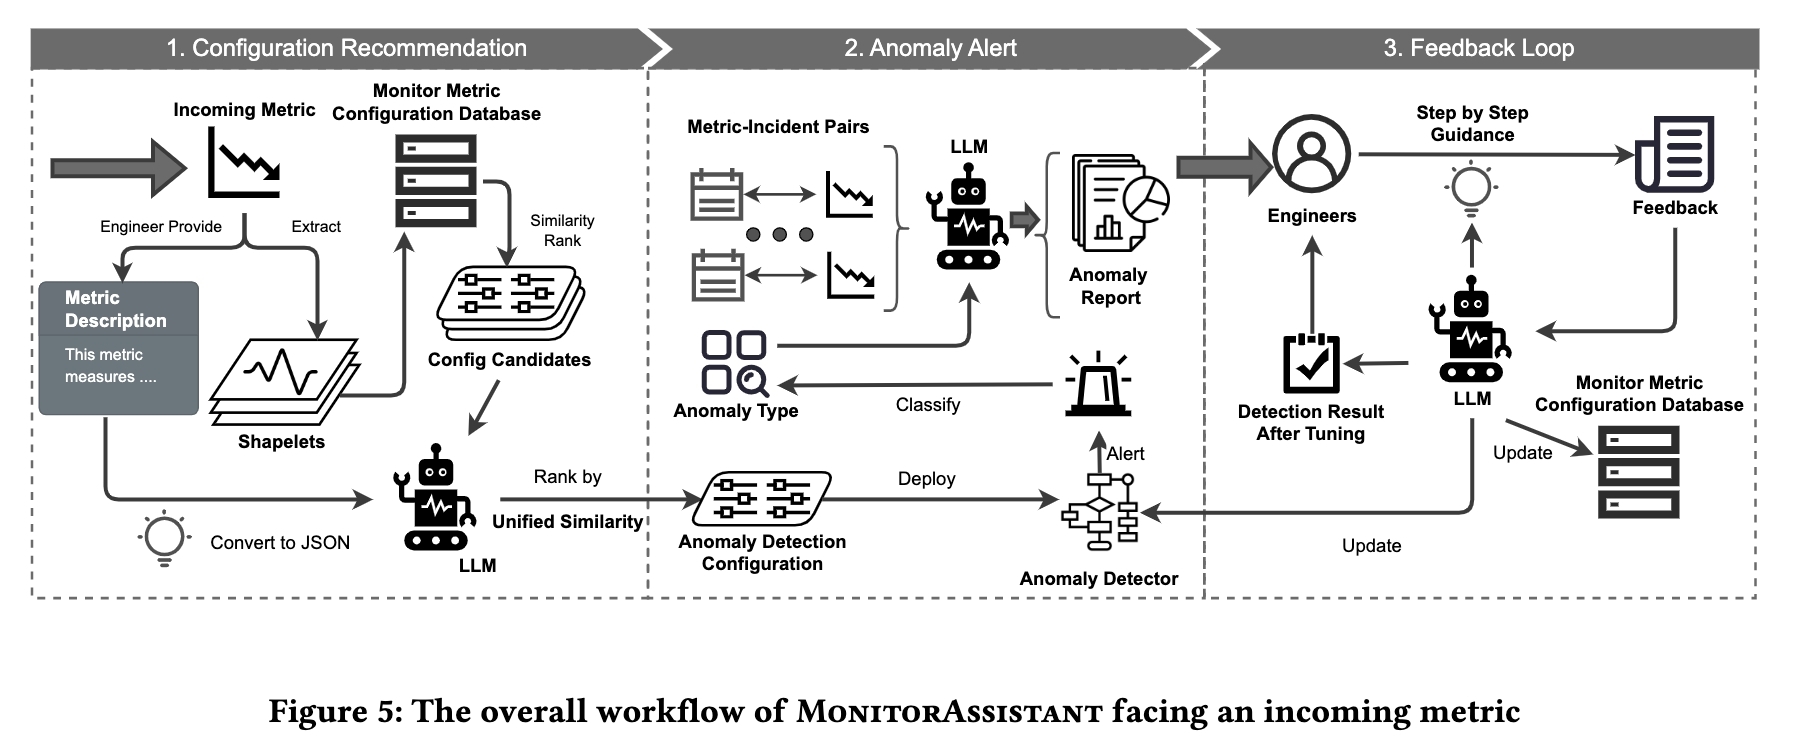 1. Configuration Recommendation
2. Anomaly Alert
3. Feedback Loop
Incoming Metric
Monitor Metric
Configuration Database
Engineer Provide
Extract
Similarity
Rank
Metric
Description
This metric
measures ....
Shapelets
Config Candidates
Convert to JSON
LLM
Rank by
Unified Similarity
Metric-Incident Pairs
LLM
Anomaly
Report
Anomaly Type
Classify
Alert
Deploy
Anomaly Detection
Configuration
Anomaly Detector
Engineers
Step by Step
Guidance
Feedback
Detection Result
After Tuning
LLM
Monitor Metric
Configuration Database
Update
Update
Figure 5: The overall workflow of MonitorAssistant facing an incoming metric